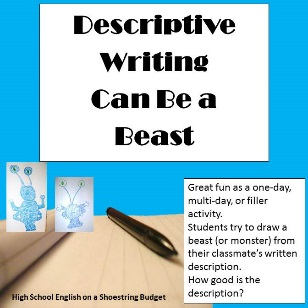 Descriptive
Writing
Can Be a
Beast
Great fun as a one-day,
multi-day, or filler
activity.
Students try to draw a
beast (or monster) from
their classmate's written
description.
How good is the
description?
High School English on a Shoestring Budget